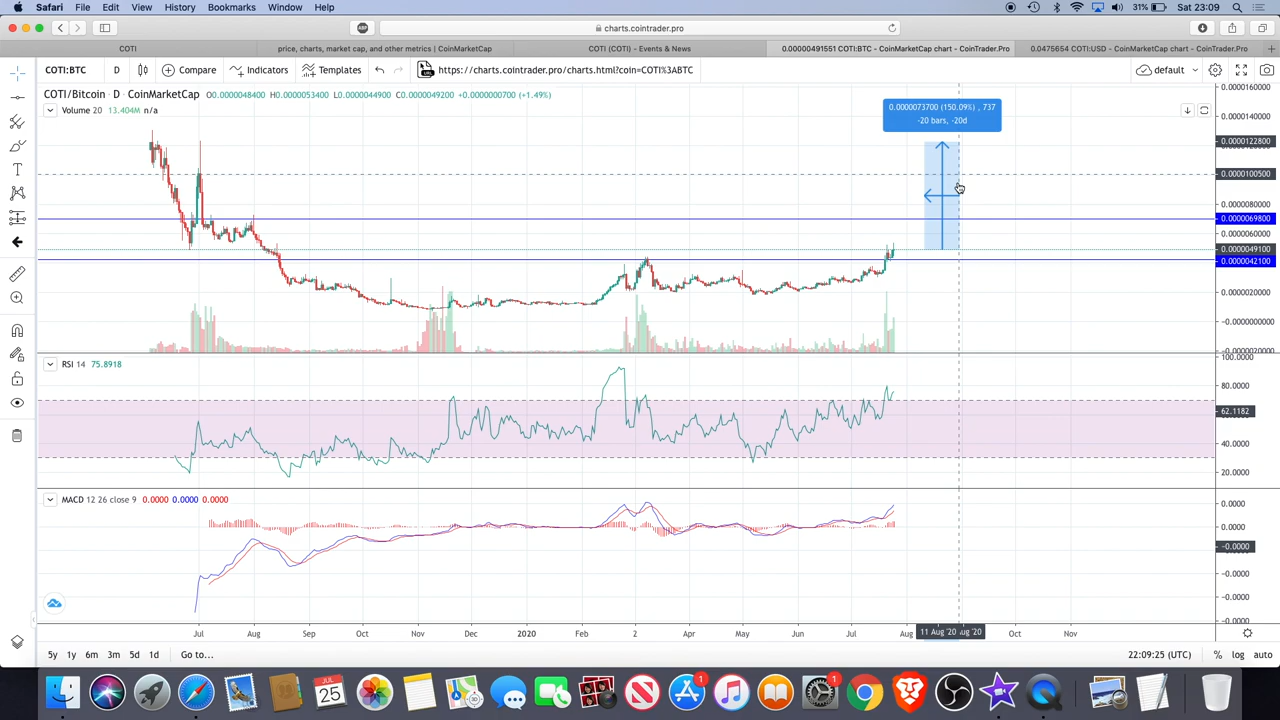 Safari File Edit View History Bookmarks Window Help 31% Sat 23:09
charts.cointrader.pro
COTI price, charts, market cap, and other metrics | CoinMarketCap COTI (COTI) - Events & News 0.00000491551 COTI:BTC - CoinMarketCap chart - CoinTrader.Pro 0.0475654 COTI:USD - CoinMarketCap chart - CoinTrader.Pro
COTI:BTC D Compare Indicators Templates URL https://charts.cointrader.pro/charts.html?coin=COTI%3ABTC default
COTI/Bitcoin · D · CoinMarketCap O0.0000048400 H0.0000053400 L0.0000044900 C0.0000049200 +0.0000000700 (+1.49%)
Volume 20 13.404M n/a
0.0000073700 (150.09%) , 737
-20 bars, -20d
0.0000160000
0.0000140000
0.0000122800
0.0000100500
0.0000080000
0.0000069800
0.0000060000
0.0000049100
0.0000042100
0.0000020000
-0.0000000000
100.0000
RSI 14 75.8918
80.0000
62.1182
40.0000
20.0000
MACD 12 26 close 9 0.0000 0.0000 0.0000
0.0000
0.0000
-0.0000
-0.0000
-0.0000
-0.0000
Jul Aug Sep Oct Nov Dec 2020 Feb 2 Apr May Jun Jul Aug 11 Aug '20 Oct Nov
5y 1y 6m 3m 5d 1d Go to... 22:09:25 (UTC) % log auto
JUL
25
1
1